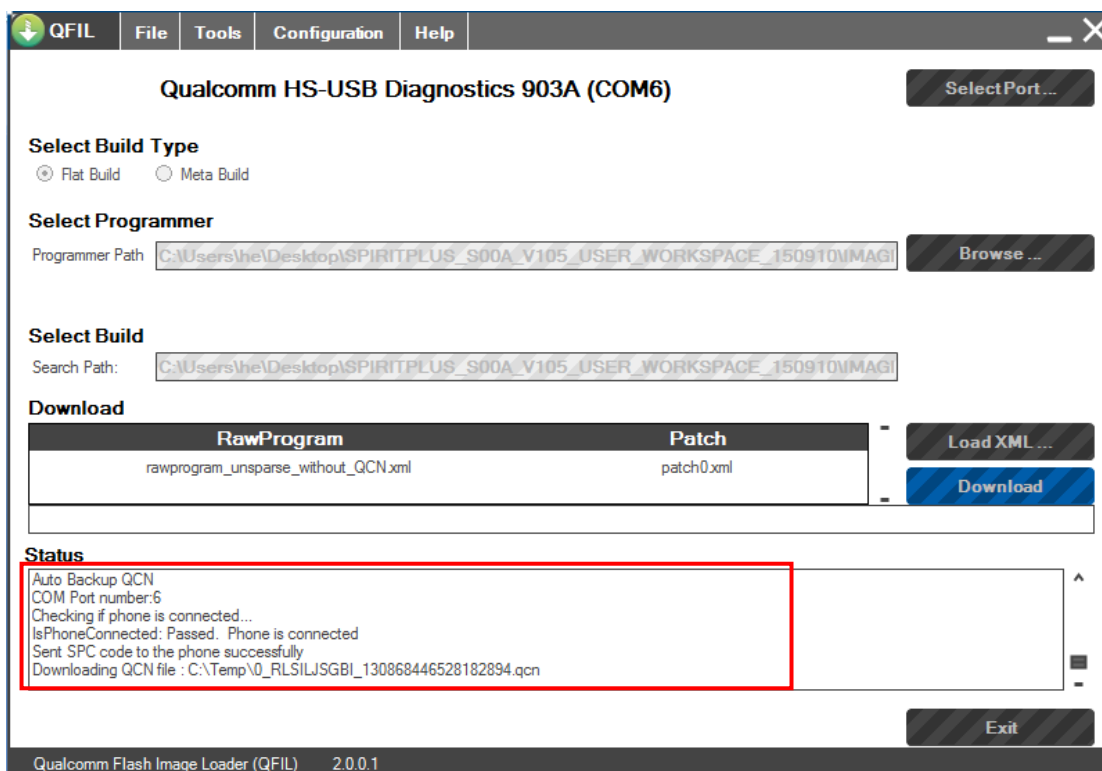 QFIL File Tools Configuration Help
Qualcomm HS-USB Diagnostics 903A (COM6)
Select Port ...
Select Build Type
Flat Build Meta Build
Select Programmer
Programmer Path C:\Users\he\Desktop\SPIRITPLUS_S00A_V105_USER_WORKSPACE_150910\IMAGI Browse ...
Select Build
Search Path: C:\Users\he\Desktop\SPIRITPLUS_S00A_V105_USER_WORKSPACE_150910\IMAGI
Download
RawProgram Patch
Load XML ...
rawprogram_unsparse_without_QCN.xml patch0.xml
Download
Status
Auto Backup QCN
COM Port number:6
Checking if phone is connected...
IsPhoneConnected: Passed. Phone is connected
Sent SPC code to the phone successfully
Downloading QCN file : C:\Temp\0_RLSILJSGBI_130868446528182894.qcn
Exit
Qualcomm Flash Image Loader (QFIL) 2.0.0.1